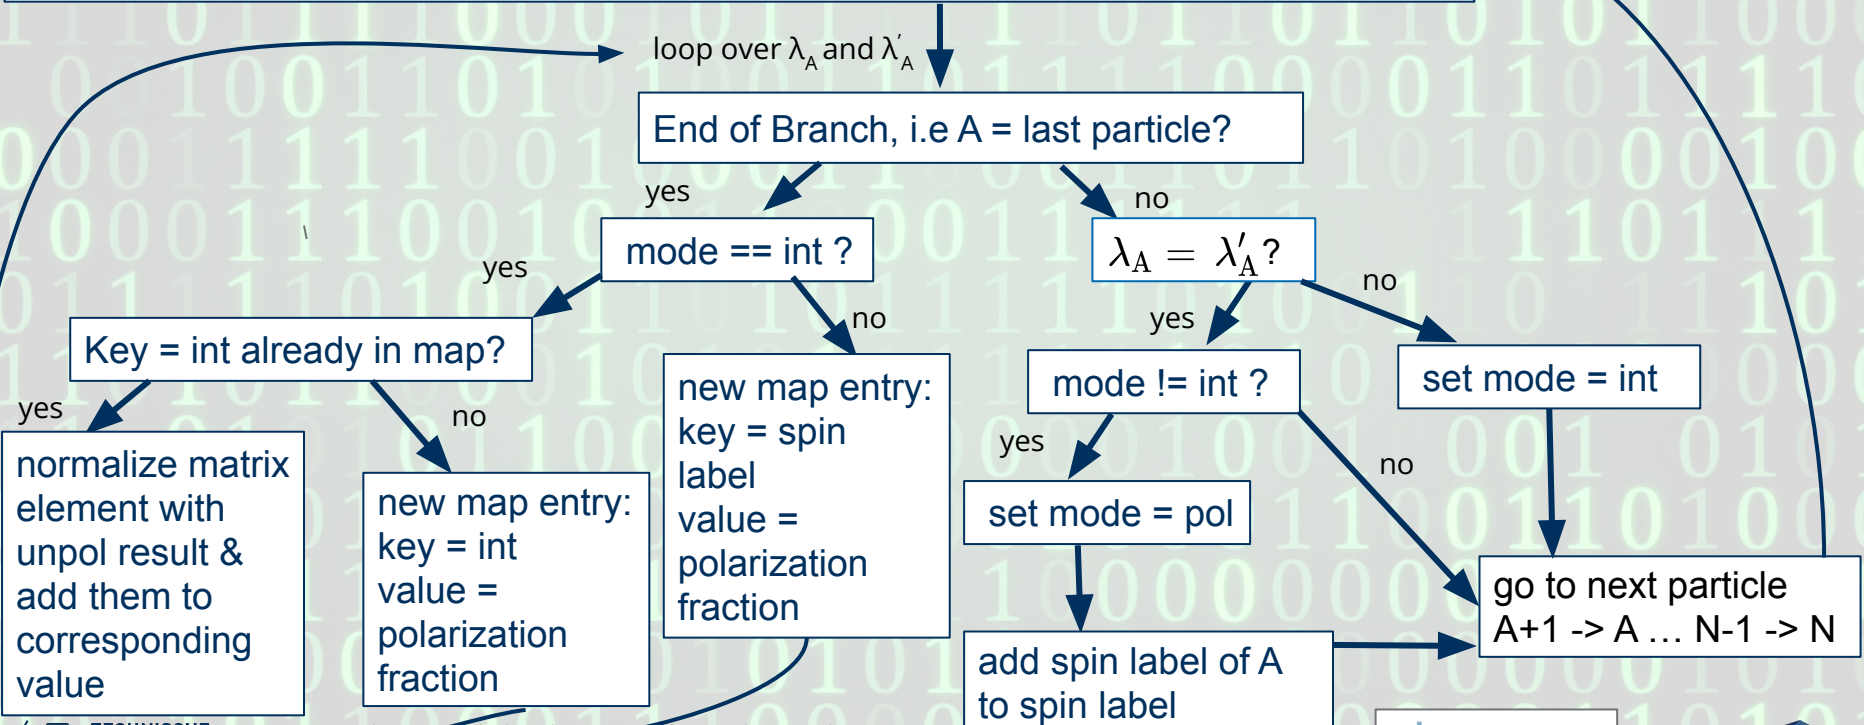 loop over λA and λ′A
End of Branch, i.e A = last particle?
yes
no
mode == int ?
λA = λ′A ?
yes
no
yes
no
Key = int already in map?
new map entry:
key = spin
label
value =
polarization
fraction
mode != int ?
set mode = int
yes
no
yes
no
normalize matrix
element with
unpol result &
add them to
corresponding
value
new map entry:
key = int
value =
polarization
fraction
set mode = pol
go to next particle
A+1 -> A … N-1 -> N
add spin label of A
to spin label